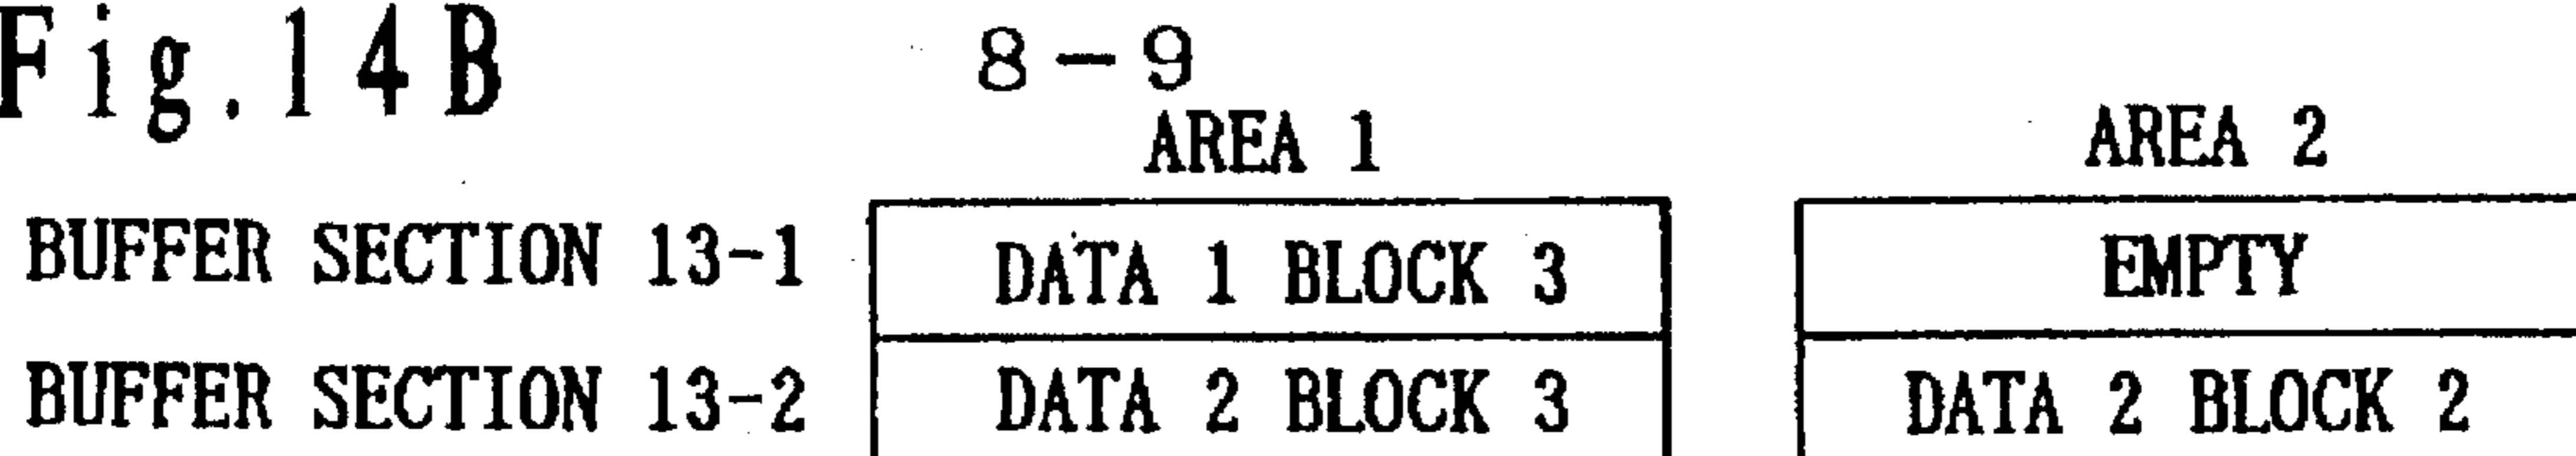 Fig.14B
8-9
AREA 1 AREA 2
BUFFER SECTION 13-1 DATA 1 BLOCK 3 EMPTY
BUFFER SECTION 13-2 DATA 2 BLOCK 3 DATA 2 BLOCK 2